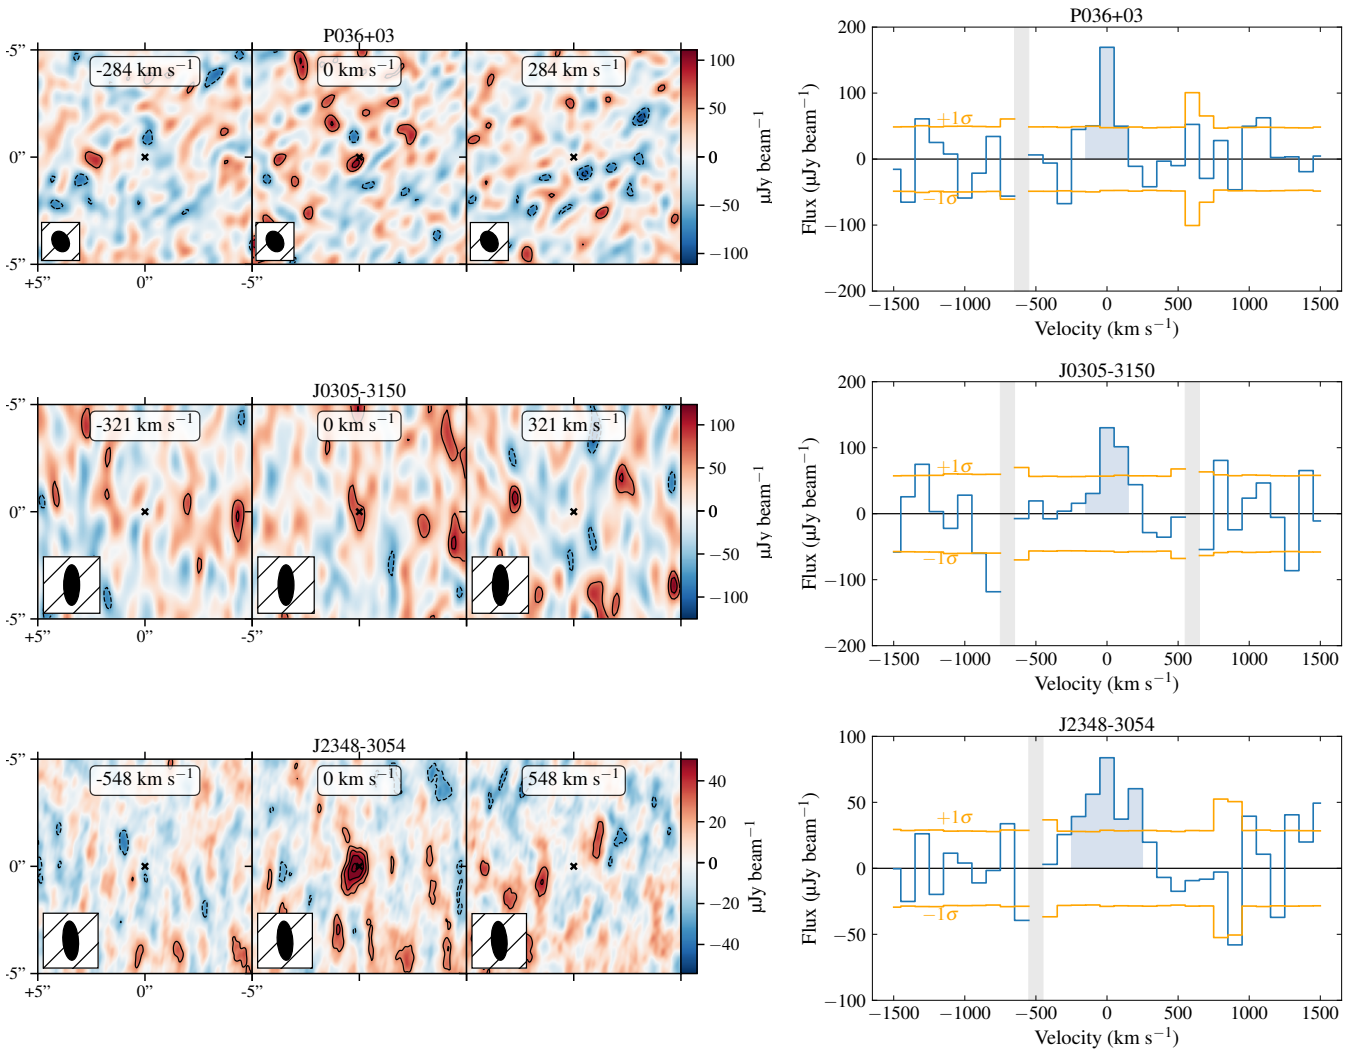 P036+03
-284 km s⁻¹
0 km s⁻¹
284 km s⁻¹
-5”
0”
-5”
+5”
0”
-5”
100
50
0
−50
−100
μJy beam⁻¹
P036+03
200
100
0
−100
−200
Flux (μJy beam⁻¹)
+1σ
−1σ
−1500
−1000
−500
0
500
1000
1500
Velocity (km s⁻¹)
J0305-3150
-321 km s⁻¹
0 km s⁻¹
321 km s⁻¹
-5”
0”
-5”
+5”
0”
-5”
100
50
0
−50
−100
μJy beam⁻¹
J0305-3150
200
100
0
−100
−200
Flux (μJy beam⁻¹)
+1σ
−1σ
−1500
−1000
−500
0
500
1000
1500
Velocity (km s⁻¹)
J2348-3054
-548 km s⁻¹
0 km s⁻¹
548 km s⁻¹
-5”
0”
-5”
+5”
0”
-5”
40
20
0
−20
−40
μJy beam⁻¹
J2348-3054
100
50
0
−50
−100
Flux (μJy beam⁻¹)
+1σ
−1σ
−1500
−1000
−500
0
500
1000
1500
Velocity (km s⁻¹)